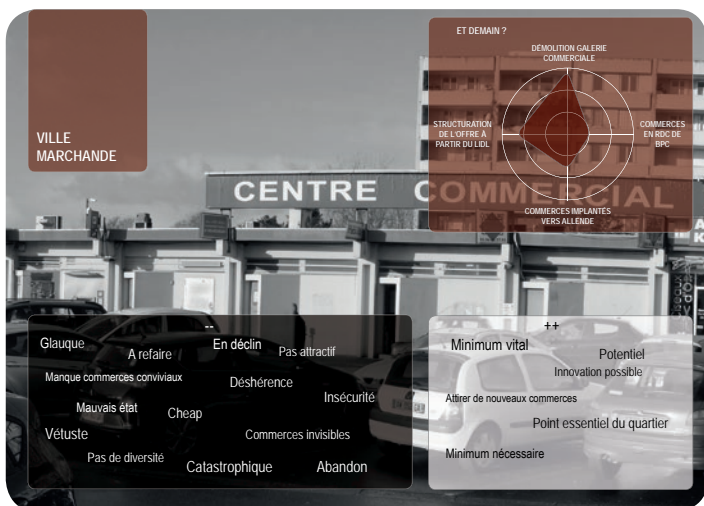 VILLE
MARCHANDE
ET DEMAIN ?
DÉMOLITION GALERIE
COMMERCIALE
STRUCTURATION
DE L'OFFRE À
PARTIR DU LIDL
COMMERCES
EN RDC DE
BPC
COMMERCES IMPLANTÉS
VERS ALLENDE
CENTRE COMMERCIAL
--
Glauque
A refaire
En déclin
Pas attractif
Manque commerces conviviaux
Déshérence
Insécurité
Mauvais état
Cheap
Vétuste
Commerces invisibles
Pas de diversité
Catastrophique
Abandon
++
Minimum vital
Potentiel
Innovation possible
Attirer de nouveaux commerces
Point essentiel du quartier
Minimum nécessaire